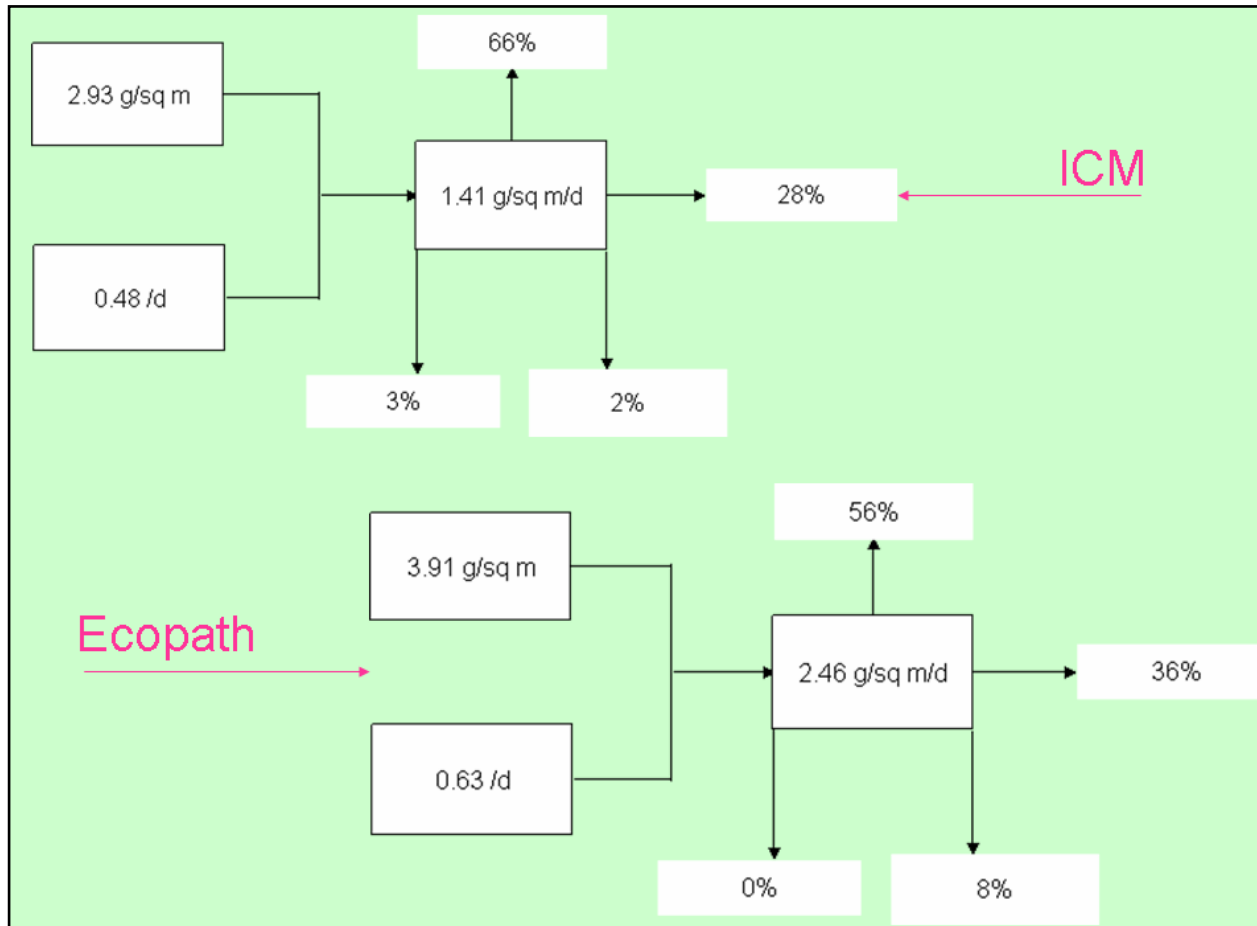 66%
2.93 g/sq m
ICM
1.41 g/sq m/d
28%
0.48 /d
3%
2%
56%
3.91 g/sq m
Ecopath
2.46 g/sq m/d
36%
0.63 /d
0%
8%